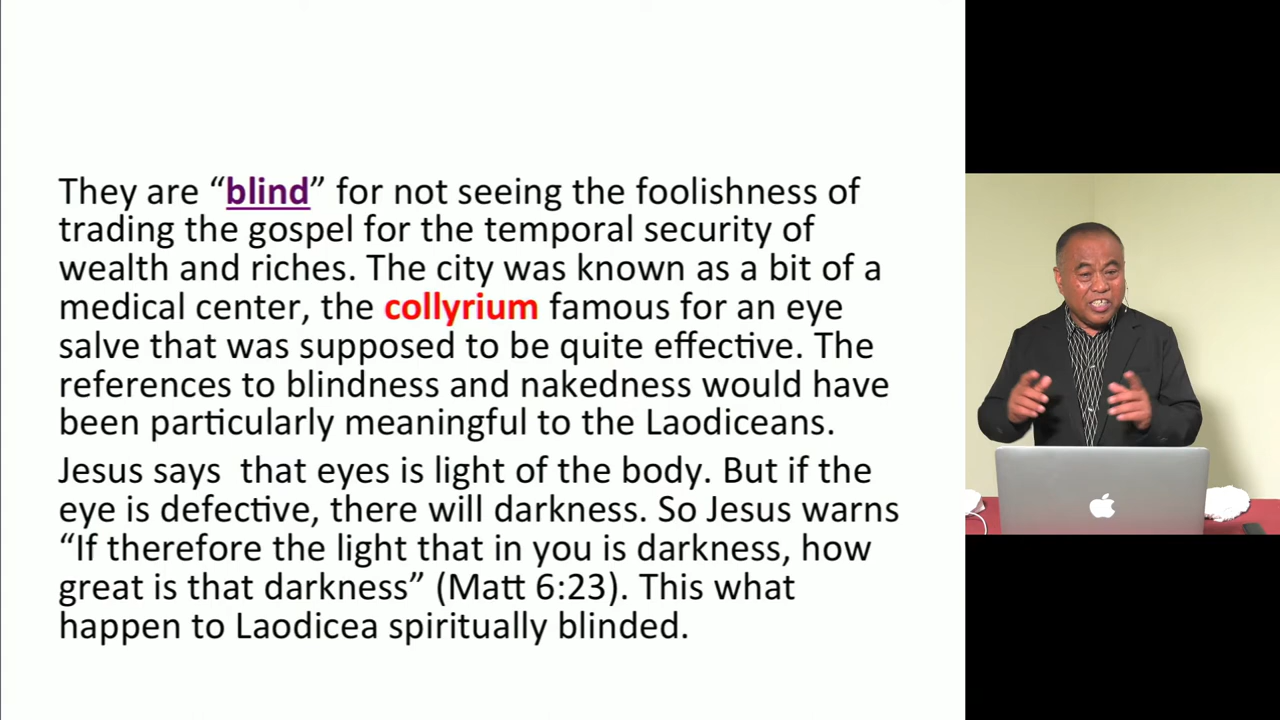 They are “blind” for not seeing the foolishness of
trading the gospel for the temporal security of
wealth and riches. The city was known as a bit of a
medical center, the collyrium famous for an eye
salve that was supposed to be quite effective. The
references to blindness and nakedness would have
been particularly meaningful to the Laodiceans.
Jesus says  that eyes is light of the body. But if the
eye is defective, there will darkness. So Jesus warns
“If therefore the light that in you is darkness, how
great is that darkness” (Matt 6:23). This what
happen to Laodicea spiritually blinded.